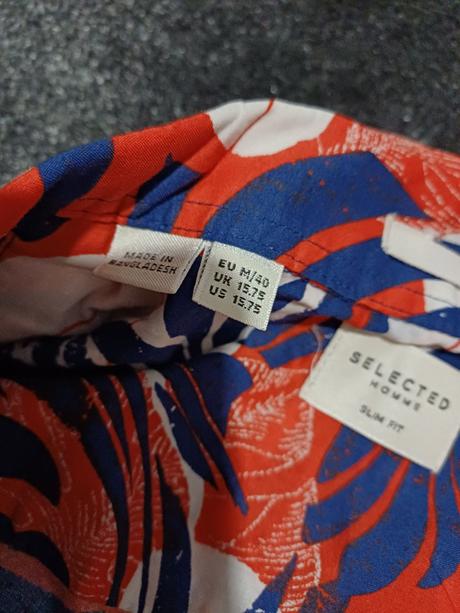 MADE IN
BANGLADESH
EU M/40
UK 15.75
US 15.75
SELECTED
HOMME
SLIM FIT